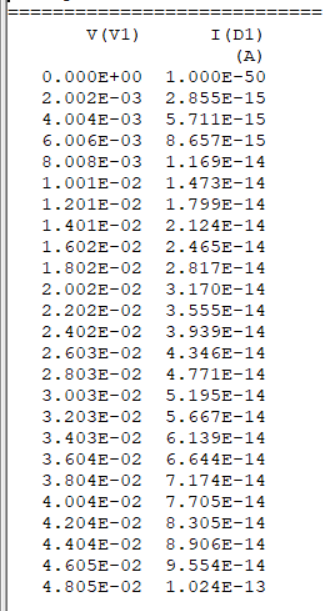 ============================
V(V1) I(D1)
(A)
0.000E+00 1.000E-50
2.002E-03 2.855E-15
4.004E-03 5.711E-15
6.006E-03 8.657E-15
8.008E-03 1.169E-14
1.001E-02 1.473E-14
1.201E-02 1.799E-14
1.401E-02 2.124E-14
1.602E-02 2.465E-14
1.802E-02 2.817E-14
2.002E-02 3.170E-14
2.202E-02 3.555E-14
2.402E-02 3.939E-14
2.603E-02 4.346E-14
2.803E-02 4.771E-14
3.003E-02 5.195E-14
3.203E-02 5.667E-14
3.403E-02 6.139E-14
3.604E-02 6.644E-14
3.804E-02 7.174E-14
4.004E-02 7.705E-14
4.204E-02 8.305E-14
4.404E-02 8.906E-14
4.605E-02 9.554E-14
4.805E-02 1.024E-13